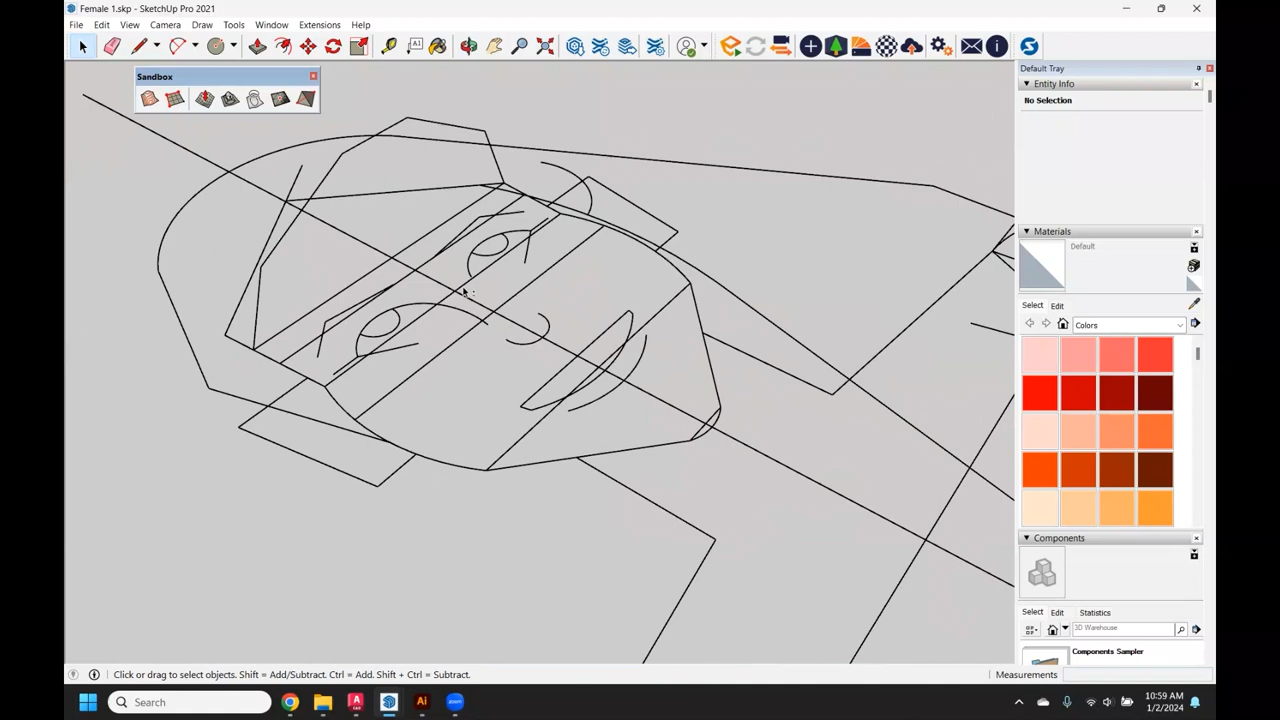 Female 1.skp - SketchUp Pro 2021
File Edit View Camera Draw Tools Window Extensions Help
Sandbox
Default Tray
Entity Info
No Selection
Materials
Default
Select Edit
Colors
Components
Select Edit Statistics
3D Warehouse
Components Sampler
Click or drag to select objects. Shift = Add/Subtract. Ctrl = Add. Shift + Ctrl = Subtract.
Measurements
Search
A
Ai
10:59 AM
1/2/2024